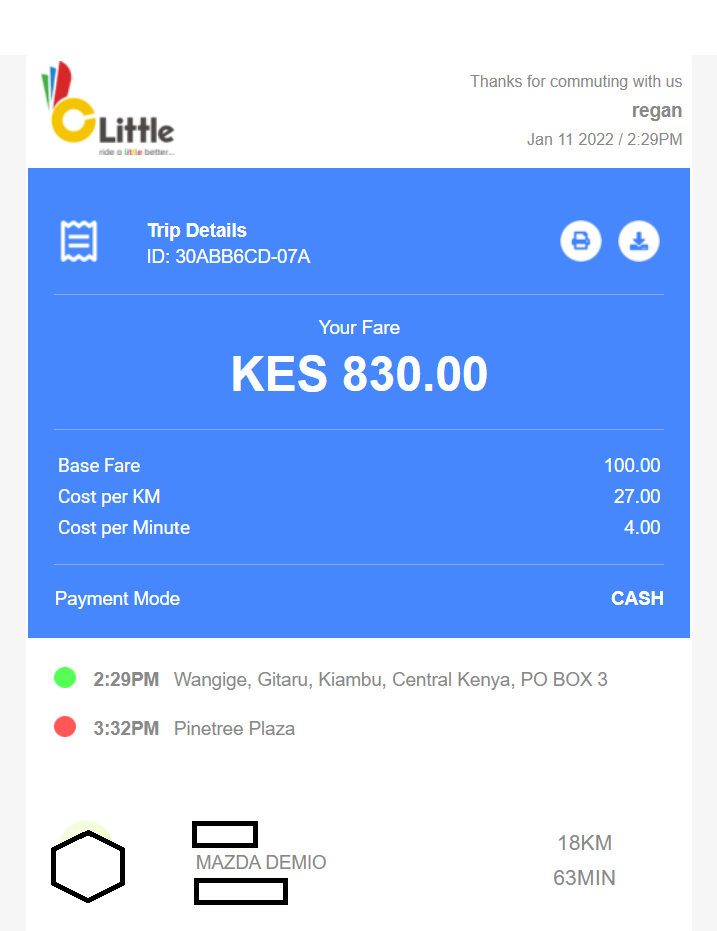 Little
ride a little better...
Thanks for commuting with us
regan
Jan 11 2022 / 2:29PM
Trip Details
ID: 30ABB6CD-07A
Your Fare
KES 830.00
Base Fare 100.00
Cost per KM 27.00
Cost per Minute 4.00
Payment Mode CASH
2:29PM Wangige, Gitaru, Kiambu, Central Kenya, PO BOX 3
3:32PM Pinetree Plaza
MAZDA DEMIO
18KM
63MIN